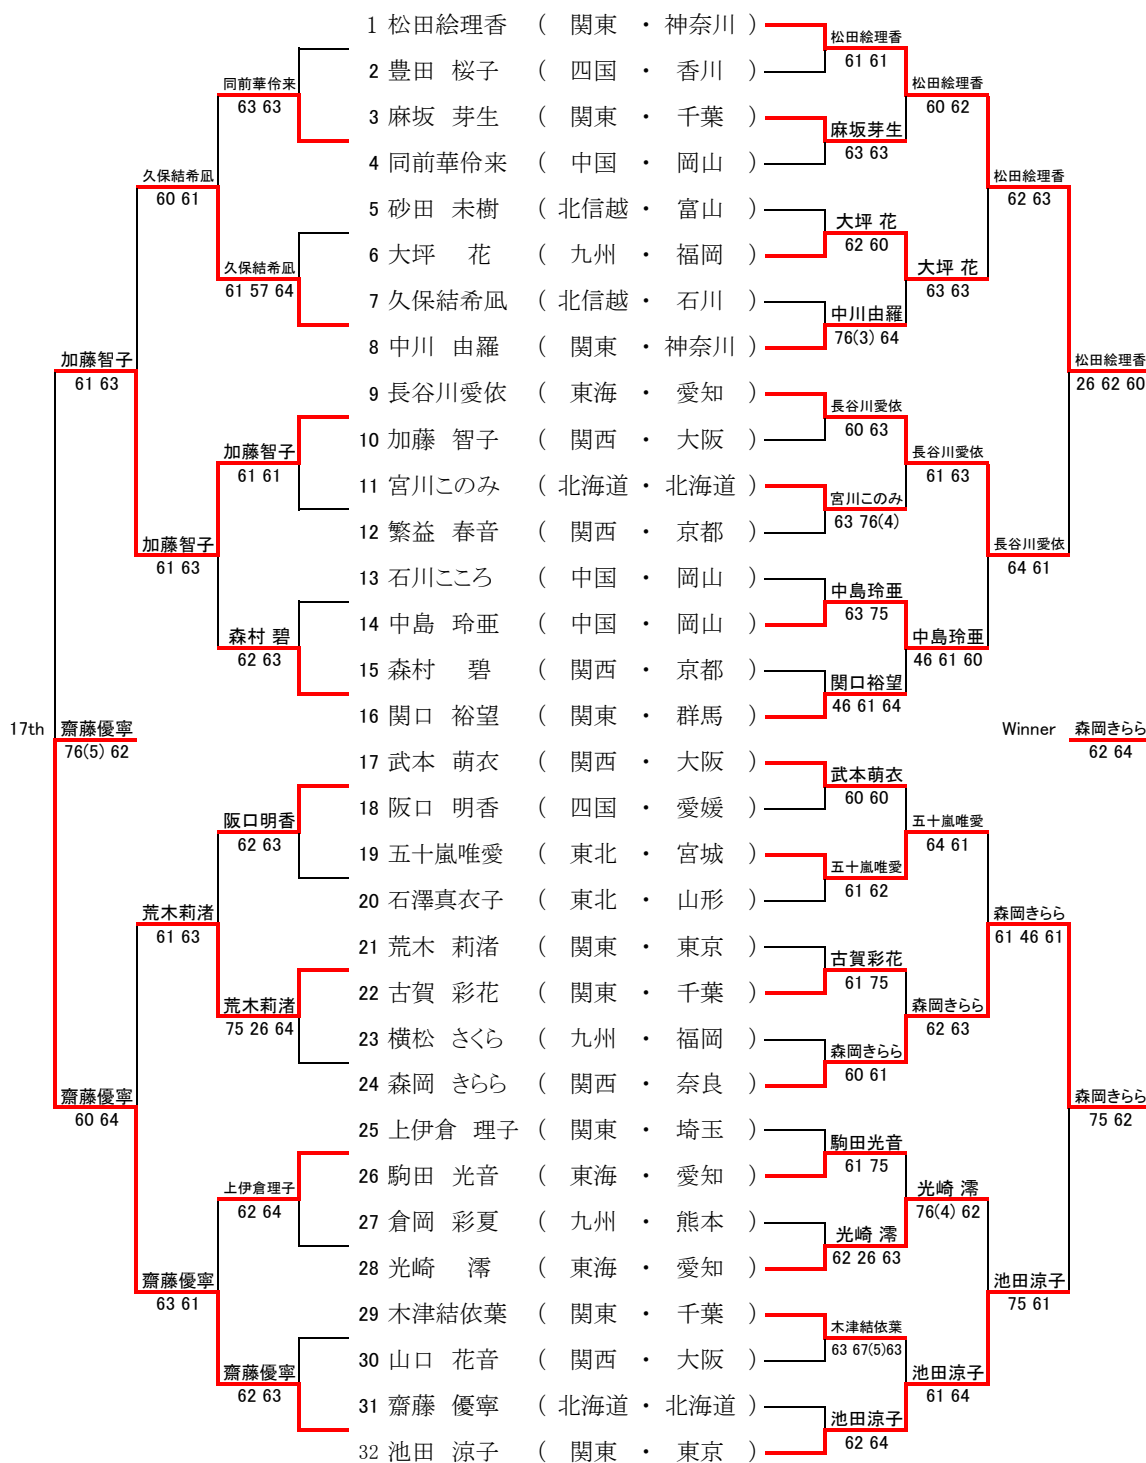 1 松田絵理香 ( 関東 ・ 神奈川 )
松田絵理香
61 61
2 豊田 桜子 ( 四国 ・ 香川 )
同前華伶来
63 63
松田絵理香
60 62
3 麻坂 芽生 ( 関東 ・ 千葉 )
麻坂芽生
63 63
4 同前華伶来 ( 中国 ・ 岡山 )
久保結希凪
60 61
松田絵理香
62 63
5 砂田 未樹 ( 北信越 ・ 富山 )
大坪 花
62 60
6 大坪 花 ( 九州 ・ 福岡 )
久保結希凪
61 57 64
大坪 花
63 63
7 久保結希凪 ( 北信越 ・ 石川 )
中川由羅
76(3) 64
8 中川 由羅 ( 関東 ・ 神奈川 )
加藤智子
61 63
松田絵理香
26 62 60
9 長谷川愛依 ( 東海 ・ 愛知 )
長谷川愛依
60 63
10 加藤 智子 ( 関西 ・ 大阪 )
加藤智子
61 61
長谷川愛依
61 63
11 宮川このみ ( 北海道 ・ 北海道 )
宮川このみ
63 76(4)
12 繁益 春音 ( 関西 ・ 京都 )
加藤智子
61 63
長谷川愛依
64 61
13 石川こころ ( 中国 ・ 岡山 )
中島玲亜
63 75
14 中島 玲亜 ( 中国 ・ 岡山 )
森村 碧
62 63
中島玲亜
46 61 60
15 森村 碧 ( 関西 ・ 京都 )
関口裕望
46 61 64
16 関口 裕望 ( 関東 ・ 群馬 )
17th 齋藤優寧
76(5) 62
Winner 森岡きらら
62 64
17 武本 萌衣 ( 関西 ・ 大阪 )
武本萌衣
60 60
18 阪口 明香 ( 四国 ・ 愛媛 )
阪口明香
62 63
五十嵐唯愛
64 61
19 五十嵐唯愛 ( 東北 ・ 宮城 )
五十嵐唯愛
61 62
20 石澤真衣子 ( 東北 ・ 山形 )
荒木莉渚
61 63
森岡きらら
61 46 61
21 荒木 莉渚 ( 関東 ・ 東京 )
古賀彩花
61 75
22 古賀 彩花 ( 関東 ・ 千葉 )
荒木莉渚
75 26 64
森岡きらら
62 63
23 横松 さくら ( 九州 ・ 福岡 )
森岡きらら
60 61
24 森岡 きらら ( 関西 ・ 奈良 )
齋藤優寧
60 64
森岡きらら
75 62
25 上伊倉 理子 ( 関東 ・ 埼玉 )
駒田光音
61 75
26 駒田 光音 ( 東海 ・ 愛知 )
上伊倉理子
62 64
光崎 澪
76(4) 62
27 倉岡 彩夏 ( 九州 ・ 熊本 )
光崎 澪
62 26 63
28 光崎 澪 ( 東海 ・ 愛知 )
齋藤優寧
63 61
池田涼子
75 61
29 木津結依葉 ( 関東 ・ 千葉 )
木津結依葉
63 67(5)63
30 山口 花音 ( 関西 ・ 大阪 )
齋藤優寧
62 63
池田涼子
61 64
31 齋藤 優寧 ( 北海道 ・ 北海道 )
池田涼子
62 64
32 池田 涼子 ( 関東 ・ 東京 )